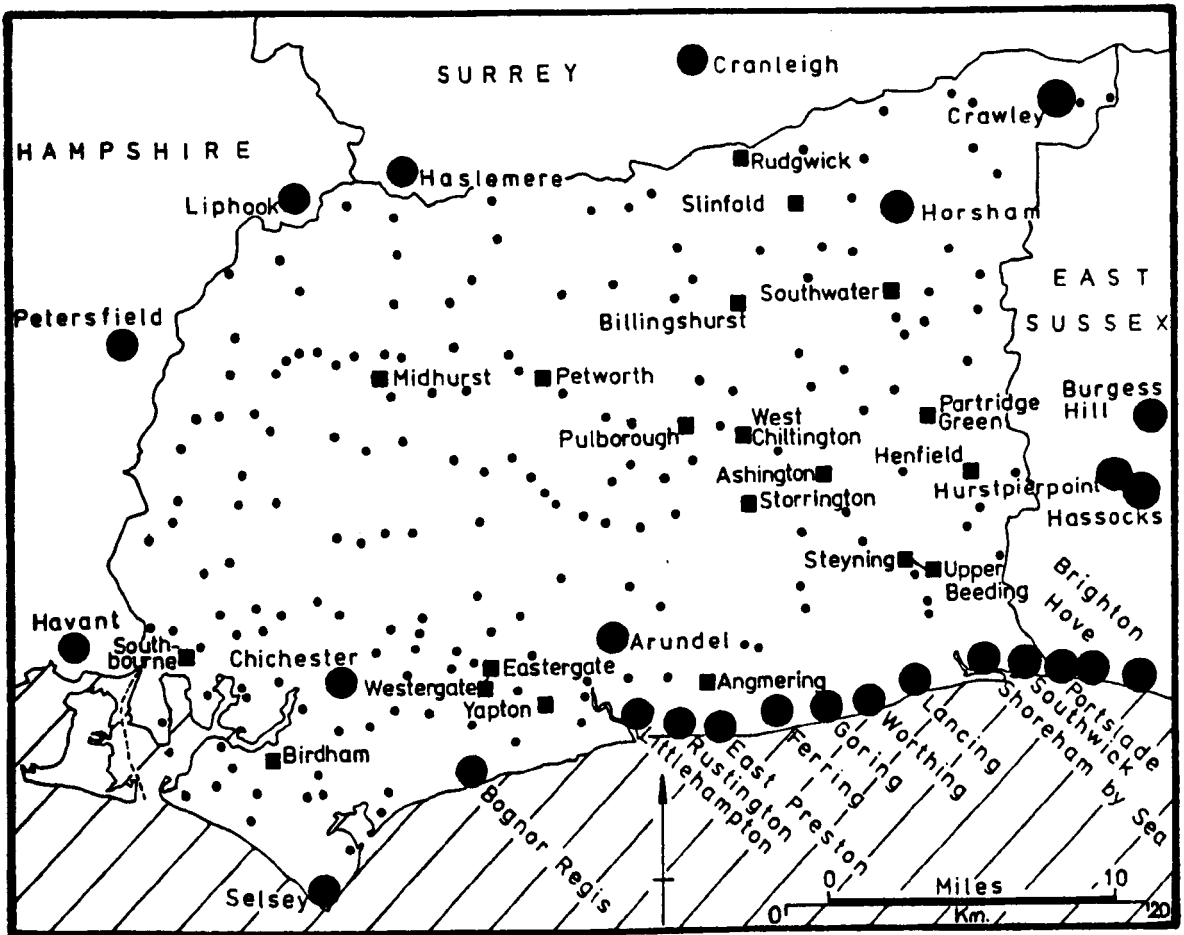 SURREY
Cranleigh
HAMPSHIRE
Crawley
Rudgwick
Haslemere
Liphook
Slinfold
Horsham
EAST
SUSSEX
Southwater
Billingshurst
Petersfield
Midhurst
Petworth
Burgess
Hill
Partridge
Green
West
Chiltington
Pulborough
Henfield
Ashington
Hurstpierpoint
Storrington
Hassocks
Steyning
Upper
Beeding
Brighton
Hove
Havant
South-
bourne
Chichester
Arundel
Eastergate
Westergate
Angmering
Yapton
Portslade
Southwick
Shoreham by Sea
Lancing
Worthing
Goring
Ferring
East Preston
Rustington
Littlehampton
Birdham
Bognor Regis
Selsey
0 Miles 10
0 Km. 20